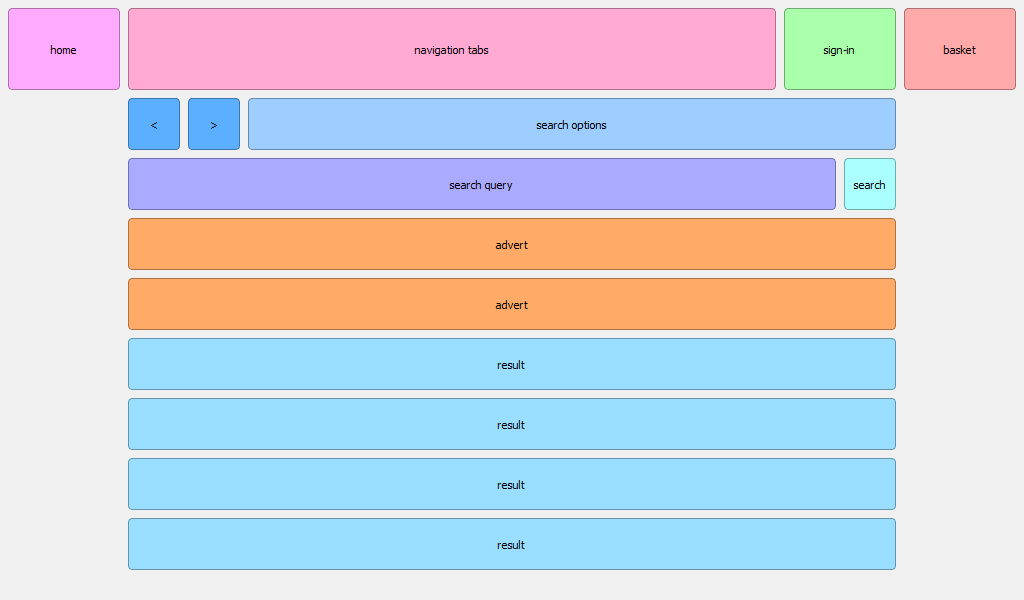 home
navigation tabs
sign-in
basket
<
>
search options
search query
search
advert
advert
result
result
result
result